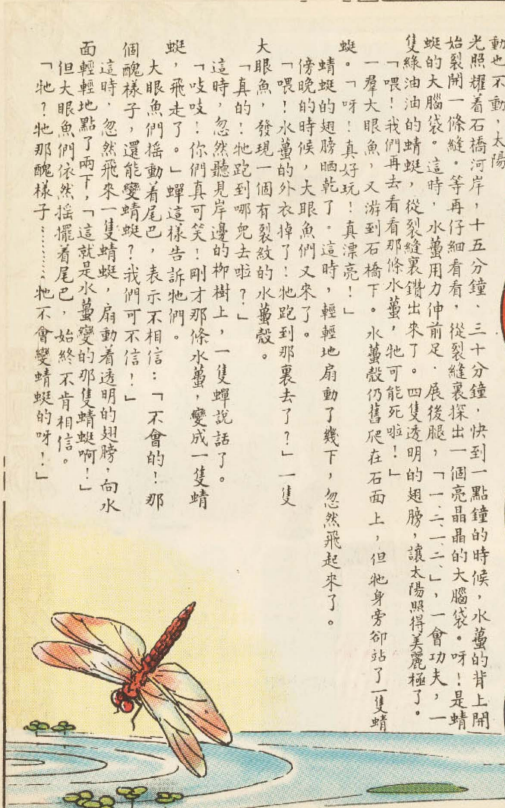 動也不動，太陽
光照耀着石橋河岸，十五分鐘，三十分鐘，快到一點鐘的時候，水蠆的背上開
始裂開一條縫。等再仔細看看，從裂縫裏探出一個亮晶晶的大腦袋。呀！是蜻
蜓的大腦袋。這時，水蠆用力伸前足，展後腿，「一二一二」，一會功夫，一
隻綠油油的蜻蜓，從裂縫裏鑽出來了。四隻透明的翅膀，讓太陽照得美麗極了。
「喂！我們再去看看那條水蠆，牠可能死啦！」
一羣大眼魚，又游到石橋下。水蠆殼仍舊爬在石面上，但牠身旁卻站了一隻蜻
蜓。「呀！真好玩！真漂亮！」
蜻蜓的翅膀晒乾了。這時，輕輕地扇動了幾下，忽然飛起來了。
傍晚的時候，大眼魚們又來了。
「喂！水蠆的外衣掉了！牠跑到那裏去了？」一隻
大眼魚，發現一個有裂紋的水蠆殼。
「真的！牠跑到哪兒去啦？」
這時，忽然聽見岸邊的柳樹上，一隻蟬說話了。
「吱吱！你們真可笑！剛才那條水蠆，變成一隻蜻
蜓，飛走了。」蟬這樣告訴牠們。
大眼魚們搖動着尾巴，表示不相信：「不會的！那
個醜樣子，還能變蜻蜓？我們可不信！」
這時，忽然飛來一隻蜻蜓，扇動着透明的翅膀，向水
面輕輕地點了兩下，「這就是水蠆變的那隻蜻蜓啊！」
但大眼魚們依然搖擺着尾巴，始終不肯相信。
「牠？牠那醜樣子………牠不會變蜻蜓的呀！」